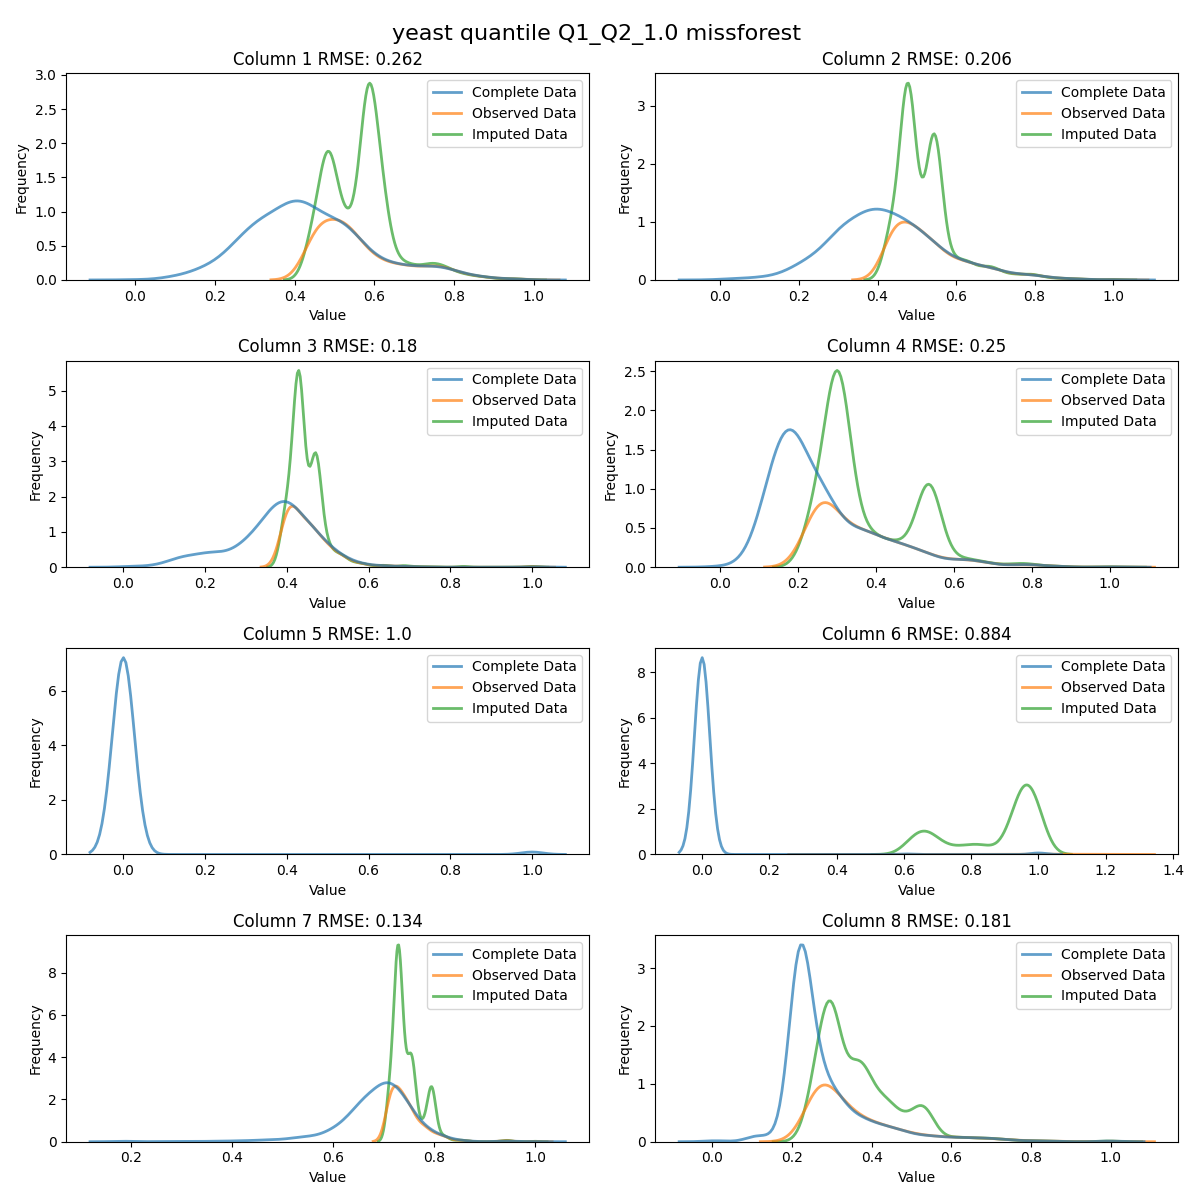 yeast quantile Q1_Q2_1.0 missforest
Column 1 RMSE: 0.262
3.0
2.5
2.0
1.5
1.0
0.5
0.0
Frequency
Complete Data
Observed Data
Imputed Data
0.0 0.2 0.4 0.6 0.8 1.0
Value
Column 2 RMSE: 0.206
3
2
1
0
Frequency
Complete Data
Observed Data
Imputed Data
0.0 0.2 0.4 0.6 0.8 1.0
Value
Column 3 RMSE: 0.18
5
4
3
2
1
0
Frequency
Complete Data
Observed Data
Imputed Data
0.0 0.2 0.4 0.6 0.8 1.0
Value
Column 4 RMSE: 0.25
2.5
2.0
1.5
1.0
0.5
0.0
Frequency
Complete Data
Observed Data
Imputed Data
0.0 0.2 0.4 0.6 0.8 1.0
Value
Column 5 RMSE: 1.0
6
4
2
0
Frequency
Complete Data
Observed Data
Imputed Data
0.0 0.2 0.4 0.6 0.8 1.0
Value
Column 6 RMSE: 0.884
8
6
4
2
0
Frequency
Complete Data
Observed Data
Imputed Data
0.0 0.2 0.4 0.6 0.8 1.0 1.2 1.4
Value
Column 7 RMSE: 0.134
8
6
4
2
0
Frequency
Complete Data
Observed Data
Imputed Data
0.2 0.4 0.6 0.8 1.0
Value
Column 8 RMSE: 0.181
3
2
1
0
Frequency
Complete Data
Observed Data
Imputed Data
0.0 0.2 0.4 0.6 0.8 1.0
Value